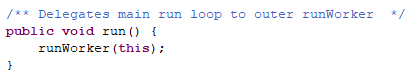 /** Delegates main run loop to outer runWorker  */
public void run() {
    runWorker(this);
}